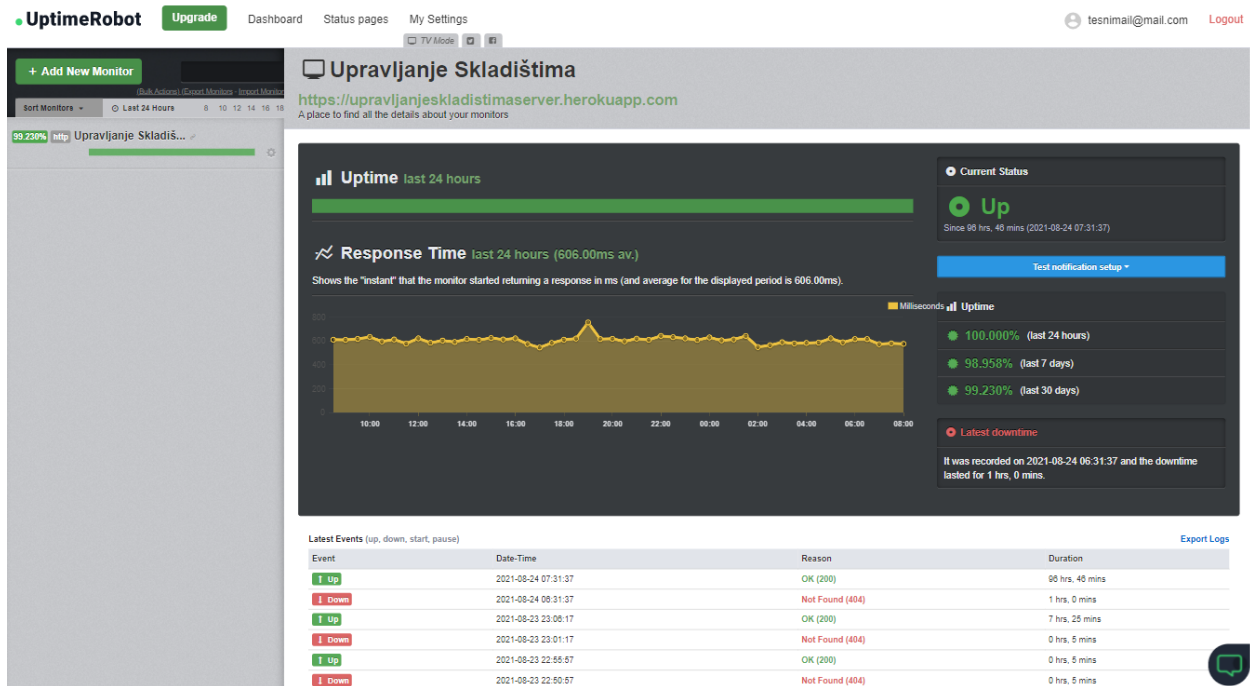 UptimeRobot Upgrade Dashboard Status pages My Settings tesnimail@mail.com Logout
TV Mode
+ Add New Monitor
(Bulk Actions) (Export Monitors - Import Monitor
Sort Monitors Last 24 Hours 8 10 12 14 16 18
99.230% http Upravljanje Skladiš...
Upravljanje Skladištima
https://upravljanjeskladistimaserver.herokuapp.com
A place to find all the details about your monitors
Uptime last 24 hours
Response Time last 24 hours (606.00ms av.)
Shows the "instant" that the monitor started returning a response in ms (and average for the displayed period is 606.00ms).
Milliseconds
800
600
400
200
0
10:00 12:00 14:00 16:00 18:00 20:00 22:00 00:00 02:00 04:00 06:00 08:00
Current Status
Up
Since 96 hrs, 46 mins (2021-08-24 07:31:37)
Test notification setup
Uptime
100.000% (last 24 hours)
98.958% (last 7 days)
99.230% (last 30 days)
Latest downtime
It was recorded on 2021-08-24 06:31:37 and the downtime
lasted for 1 hrs, 0 mins.
Latest Events (up, down, start, pause) Export Logs
Event Date-Time Reason Duration
Up 2021-08-24 07:31:37 OK (200) 96 hrs, 46 mins
Down 2021-08-24 06:31:37 Not Found (404) 1 hrs, 0 mins
Up 2021-08-23 23:06:17 OK (200) 7 hrs, 25 mins
Down 2021-08-23 23:01:17 Not Found (404) 0 hrs, 5 mins
Up 2021-08-23 22:55:57 OK (200) 0 hrs, 5 mins
Down 2021-08-23 22:50:57 Not Found (404) 0 hrs, 5 mins